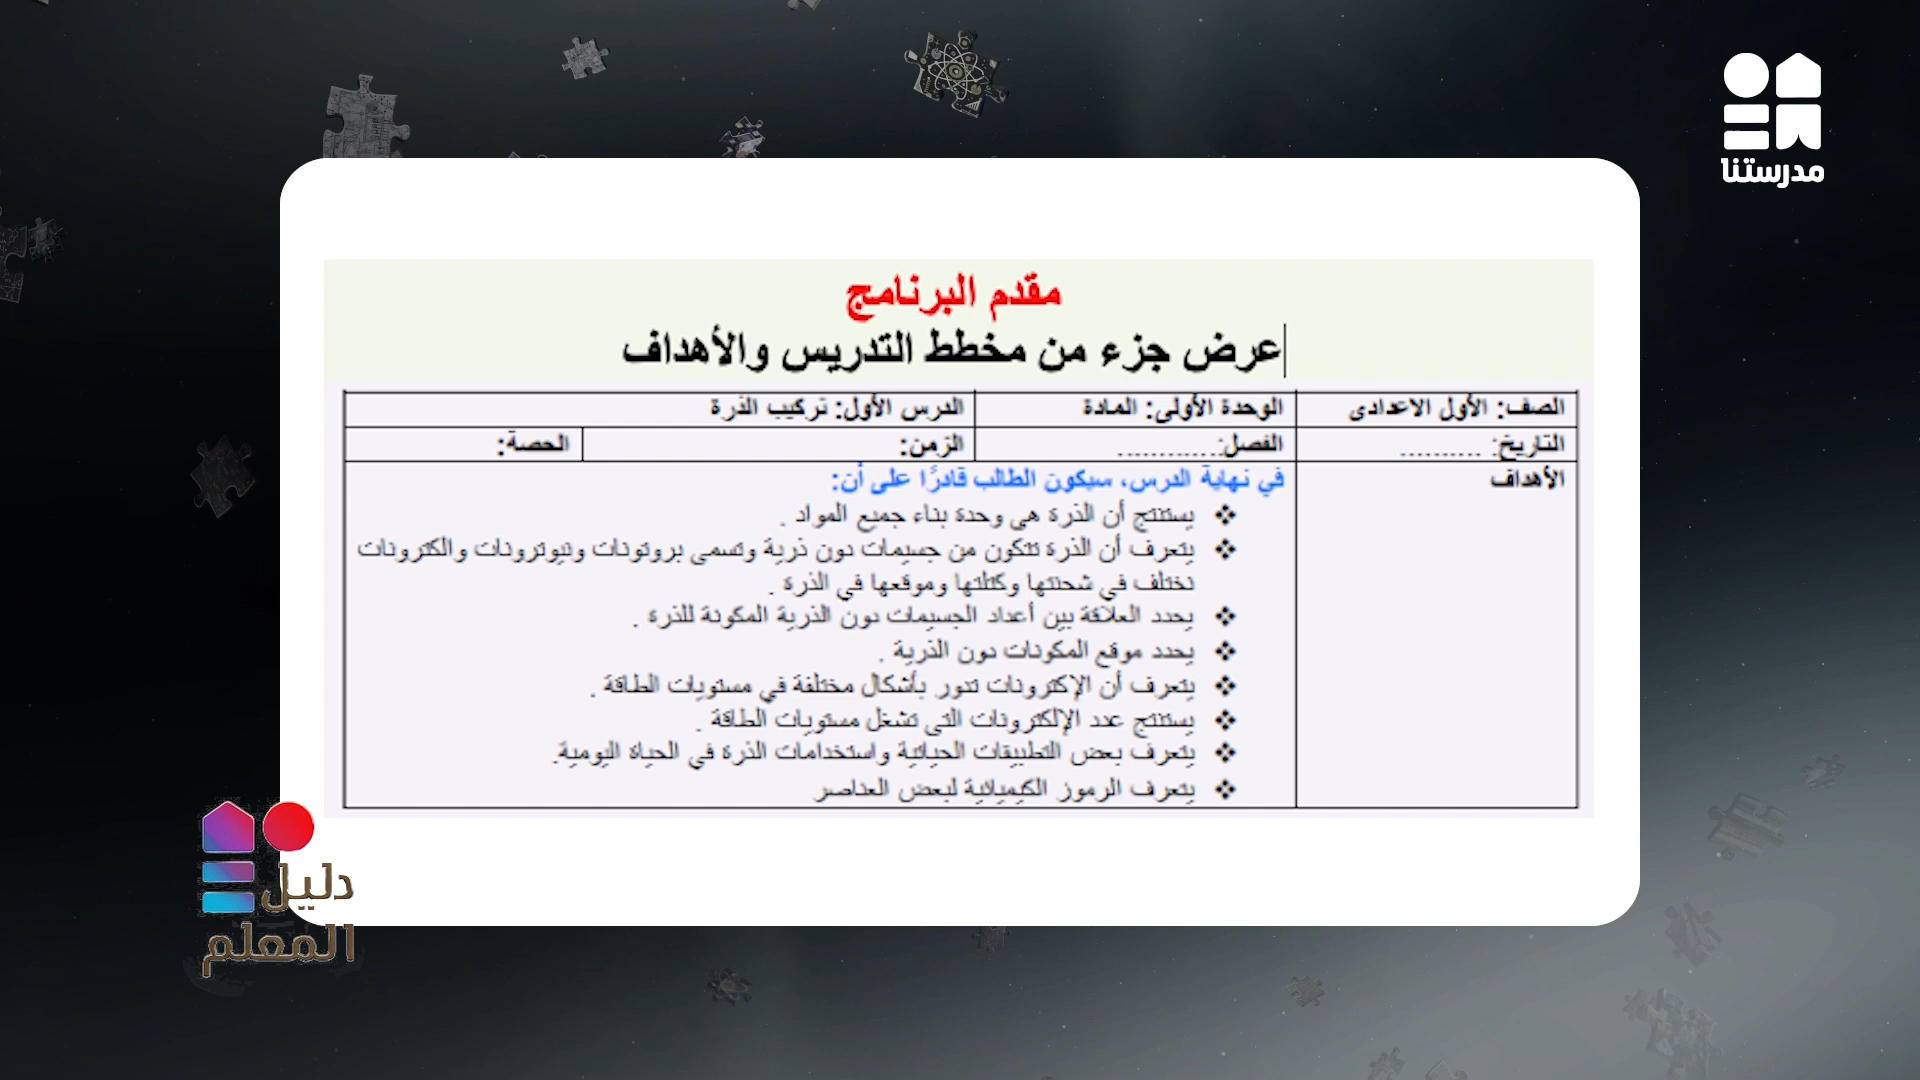 مدرستنا
مقدم البرنامج
عرض جزء من مخطط التدريس والأهداف
الصف: الأول الاعدادى الوحدة الأولى: المادة الدرس الأول: تركيب الذرة
التاريخ: .......... الفصل:............. الزمن: الحصة:
الأهداف في نهاية الدرس، سيكون الطالب قادرًا على أن:
❖ يستنتج أن الذرة هى وحدة بناء جميع المواد .
❖ يتعرف أن الذرة تتكون من جسيمات دون ذرية وتسمى بروتونات ونيوترونات والكترونات
تختلف في شحنتها وكتلتها وموقعها في الذرة .
❖ يحدد العلاقة بين أعداد الجسيمات دون الذرية المكونة للذرة .
❖ يحدد موقع المكونات دون الذرية .
❖ يتعرف أن الإكترونات تدور بأشكال مختلفة في مستويات الطاقة .
❖ يستنتج عدد الإلكترونات التى تشغل مستويات الطاقة .
❖ يتعرف بعض التطبيقات الحياتية واستخدامات الذرة في الحياة اليومية.
❖ يتعرف الرموز الكيميائية لبعض العناصر
دليل
المعلم